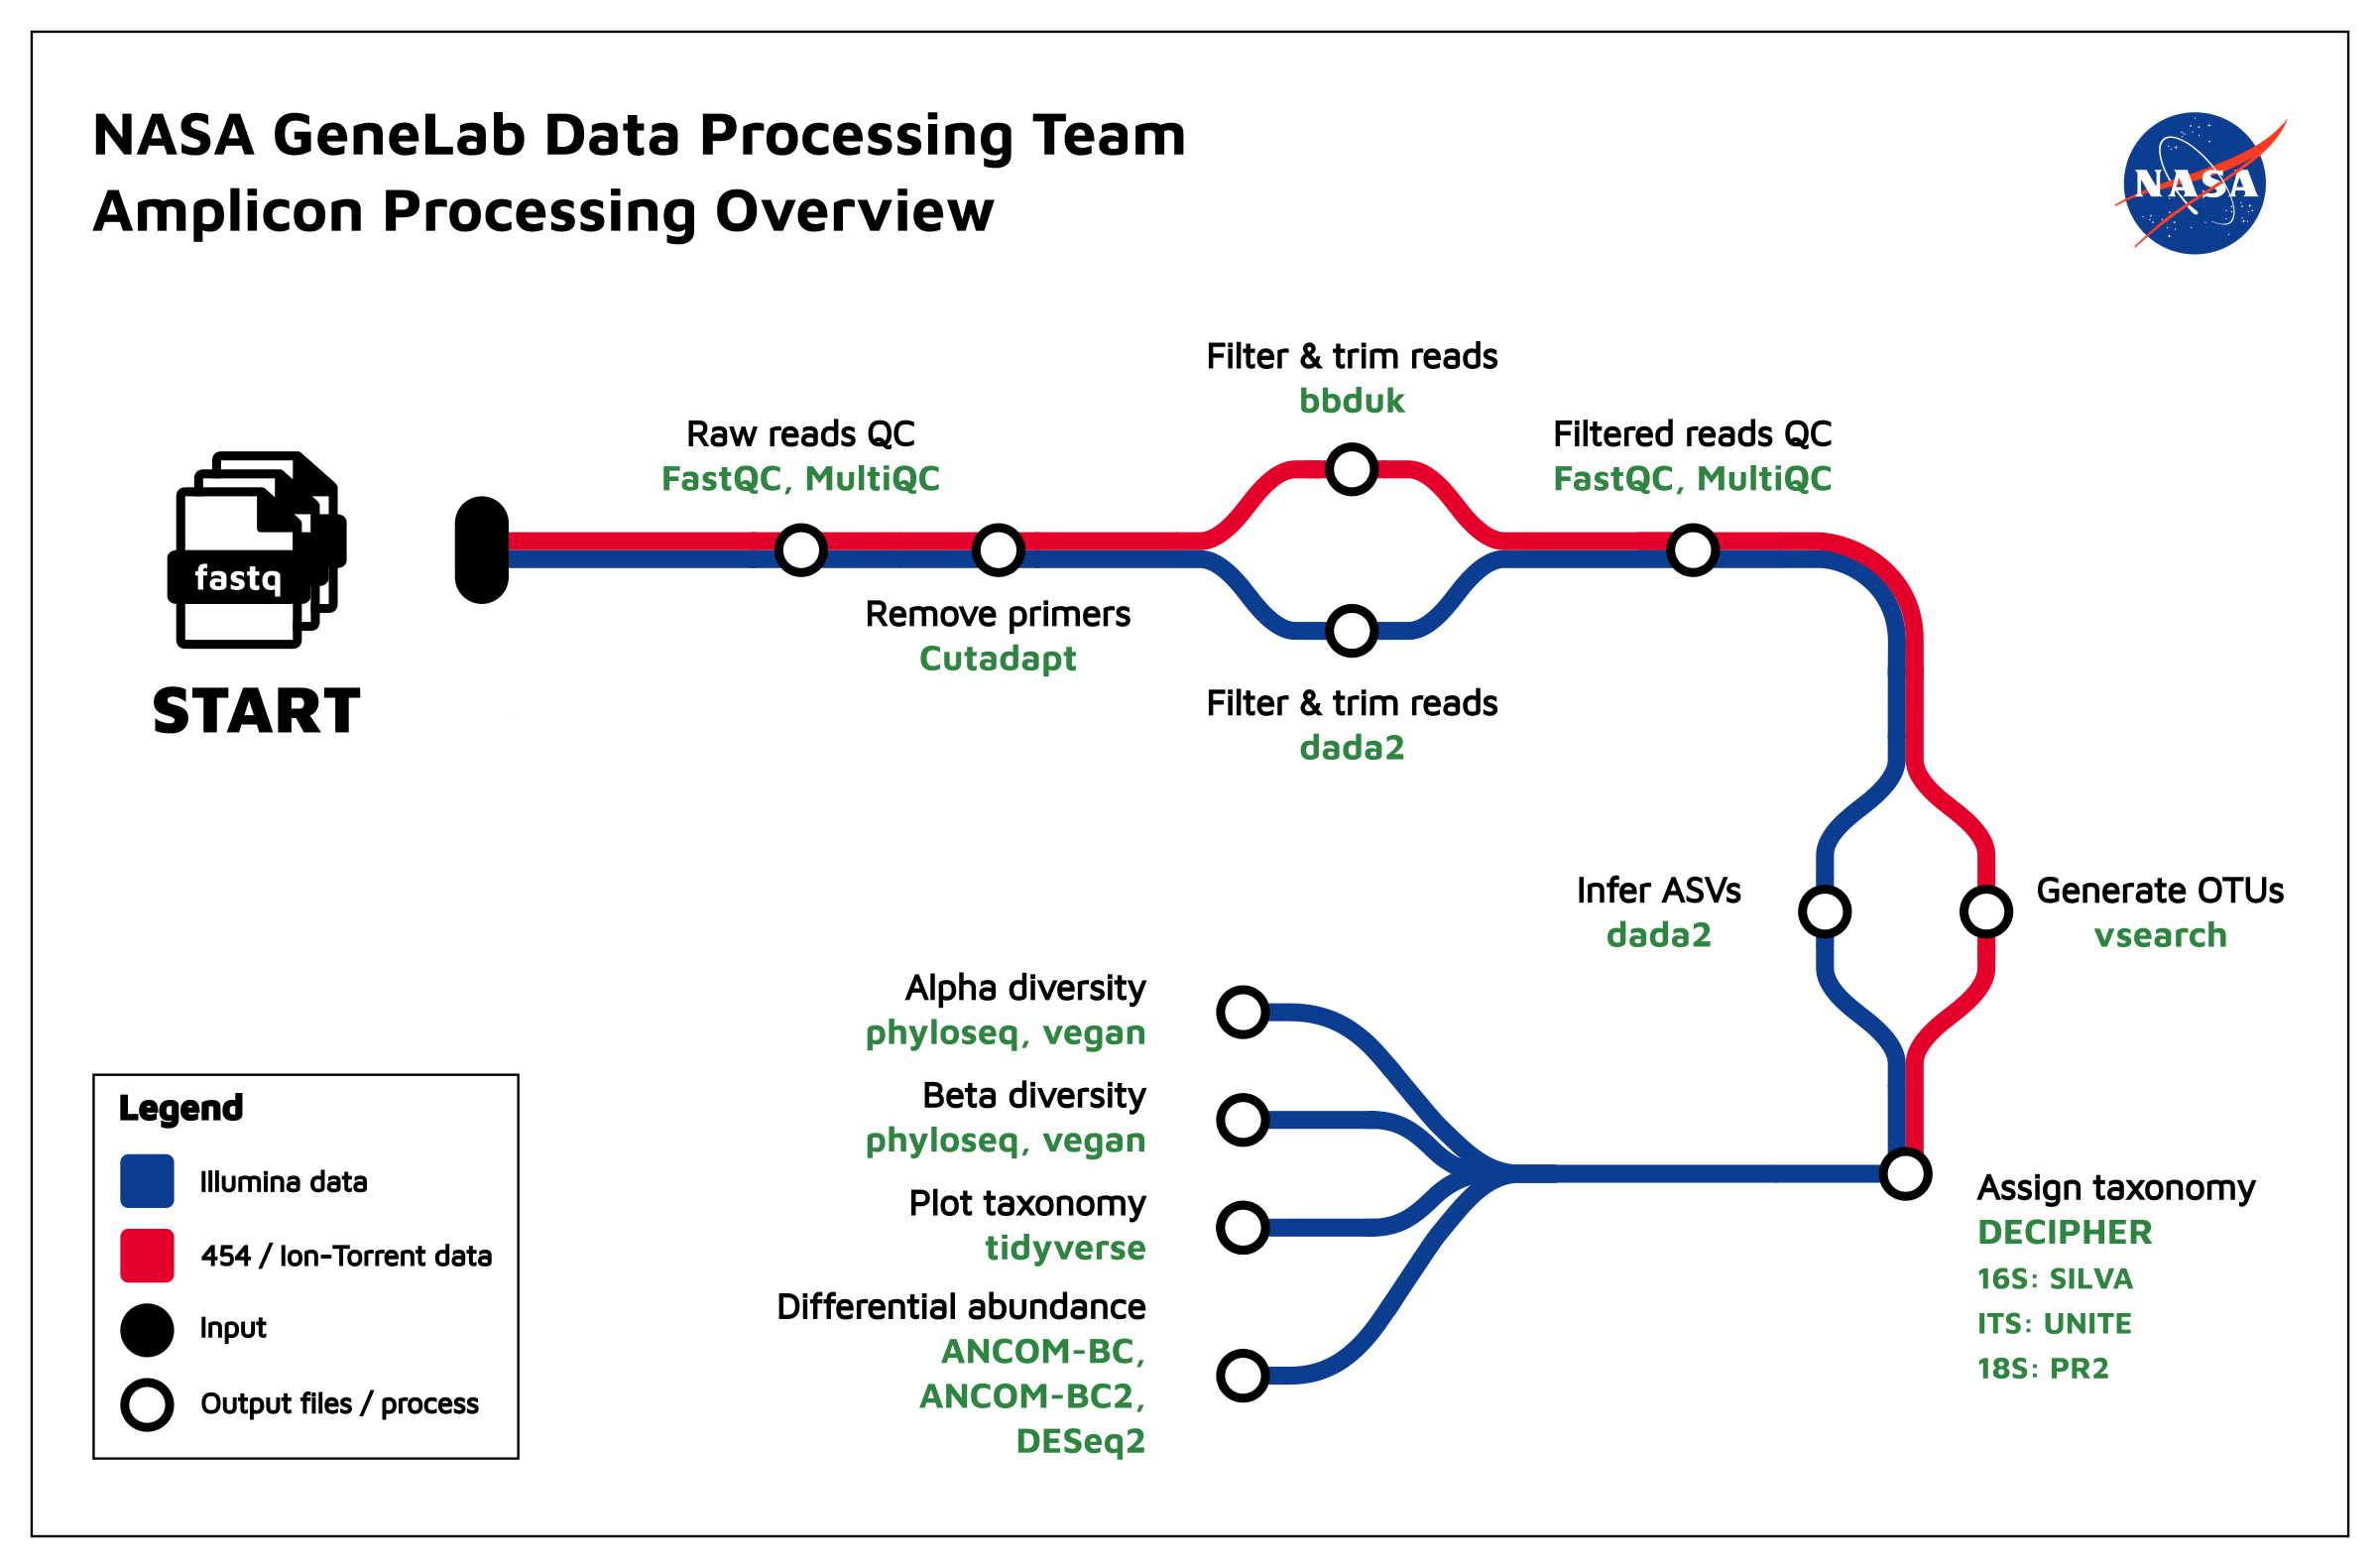 NASA GeneLab Data Processing Team
Amplicon Processing Overview
NASA
fastq
START
Raw reads QC
FastQC, MultiQC
Remove primers
Cutadapt
Filter & trim reads
bbduk
Filter & trim reads
dada2
Filtered reads QC
FastQC, MultiQC
Infer ASVs
dada2
Generate OTUs
vsearch
Assign taxonomy
DECIPHER
16S: SILVA
ITS: UNITE
18S: PR2
Alpha diversity
phyloseq, vegan
Beta diversity
phyloseq, vegan
Plot taxonomy
tidyverse
Differential abundance
ANCOM-BC,
ANCOM-BC2,
DESeq2
Legend
Illumina data
454 / Ion-Torrent data
Input
Output files / process